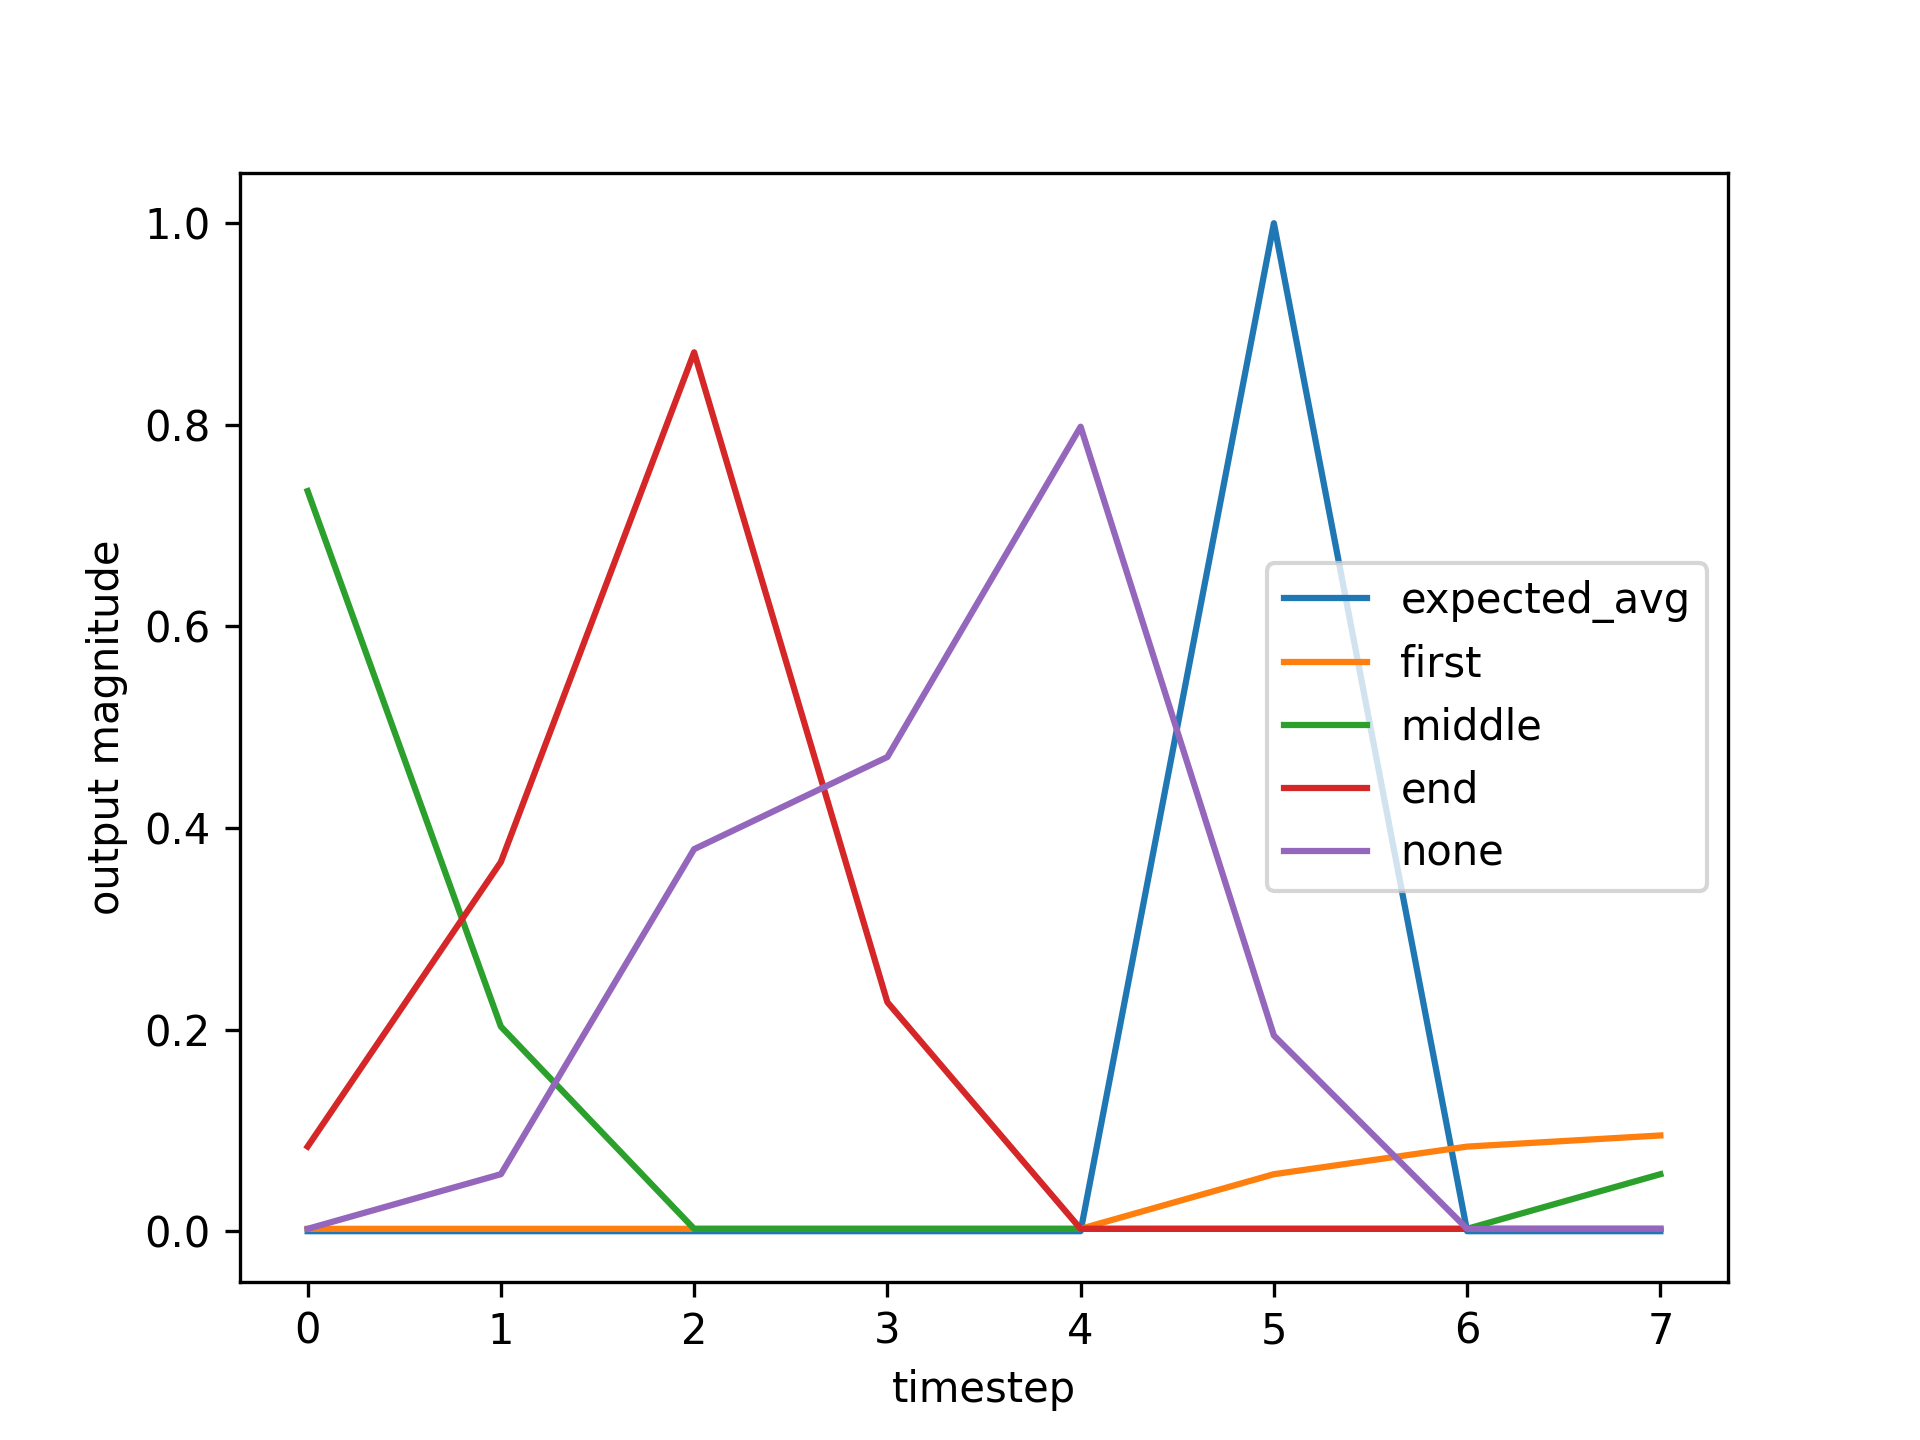 1.0
0.8
0.6
0.4
0.2
0.0
output magnitude
expected_avg
first
middle
end
none
0 1 2 3 4 5 6 7
timestep